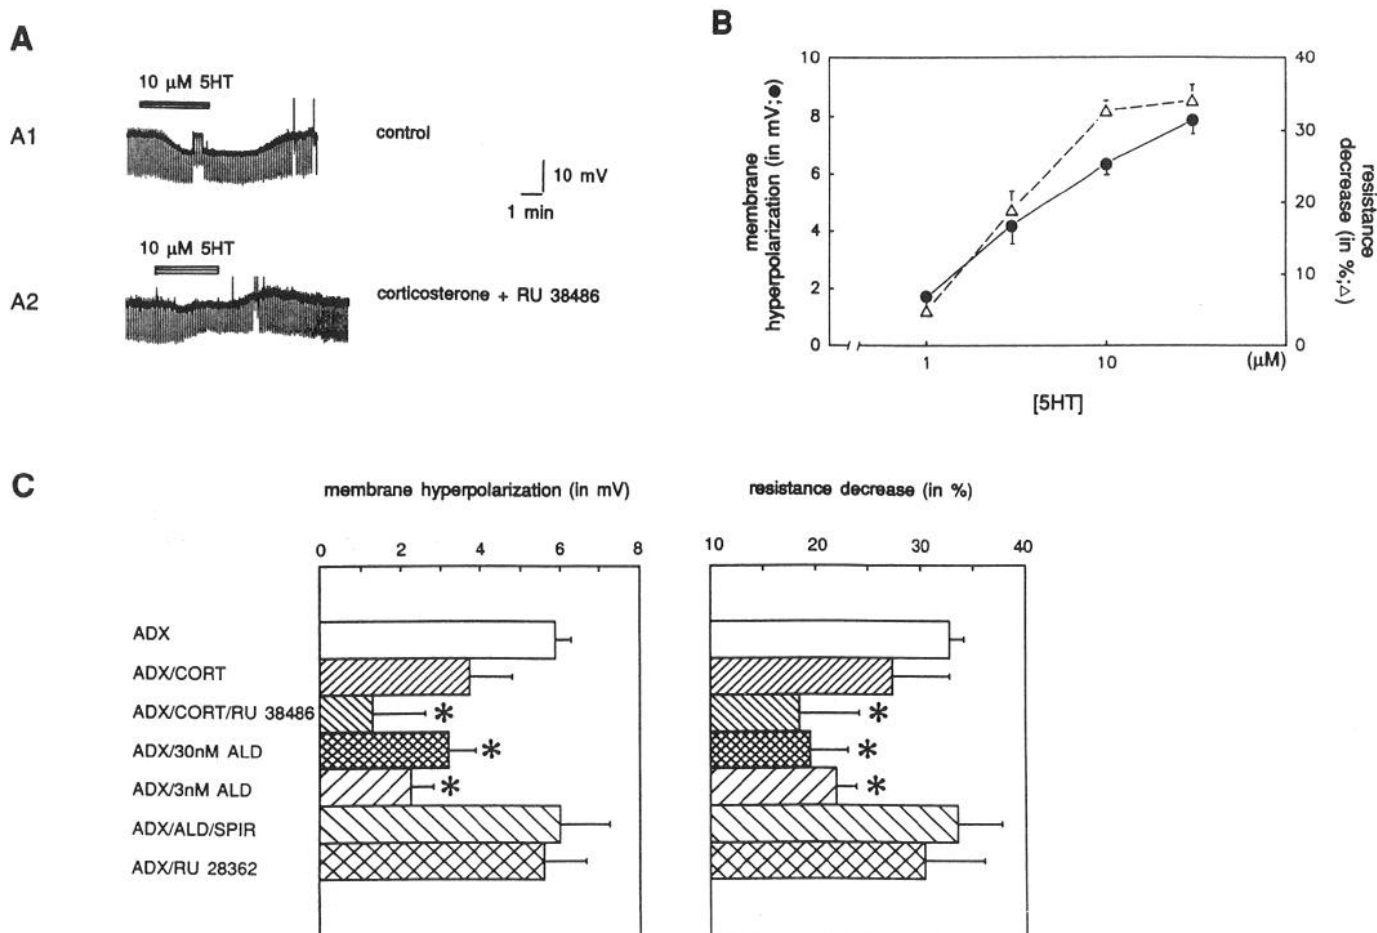 A
A1
10 μM 5HT
control
10 mV
1 min
A2
10 μM 5HT
corticosterone + RU 38486
B
membrane
hyperpolarization (in mV;●)
10
8
6
4
2
0
40
30
20
10
0
resistance
decrease (in %;△)
1
10
(μM)
[5HT]
C
membrane hyperpolarization (in mV)
resistance decrease (in %)
0 2 4 6 8
10 20 30 40
ADX
ADX/CORT
ADX/CORT/RU 38486 * *
ADX/30nM ALD * *
ADX/3nM ALD * *
ADX/ALD/SPIR
ADX/RU 28362